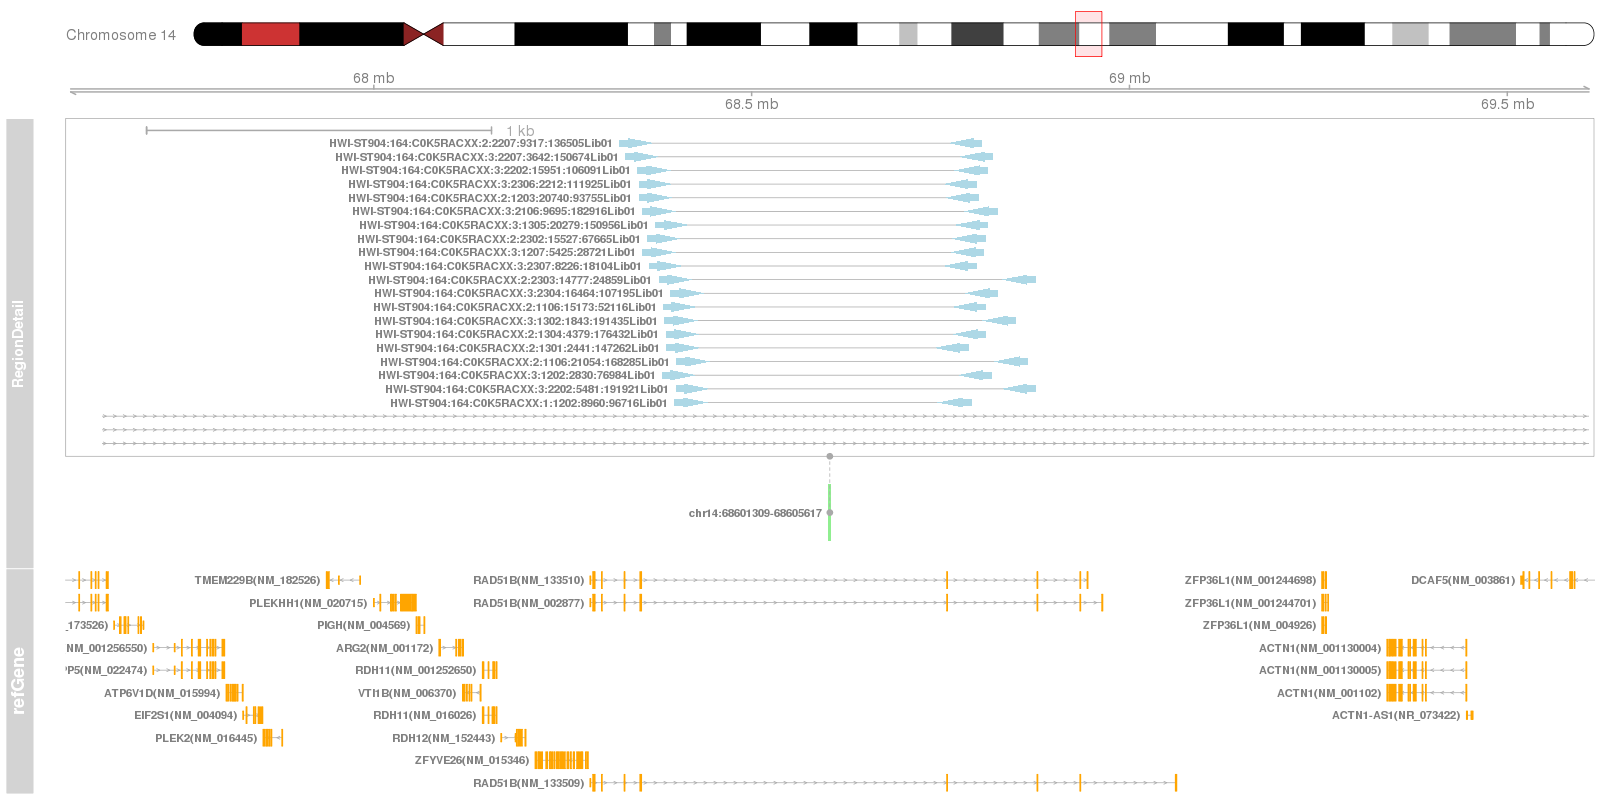 Chromosome 14
68 mb
69 mb
68.5 mb
69.5 mb
RegionDetail
1 kb
HWI-ST904:164:C0K5RACXX:2:2207:9317:136505Lib01
HWI-ST904:164:C0K5RACXX:3:2207:3642:150674Lib01
HWI-ST904:164:C0K5RACXX:3:2202:15951:106091Lib01
HWI-ST904:164:C0K5RACXX:3:2306:2212:111925Lib01
HWI-ST904:164:C0K5RACXX:2:1203:20740:93755Lib01
HWI-ST904:164:C0K5RACXX:3:2106:9695:182916Lib01
HWI-ST904:164:C0K5RACXX:3:1305:20279:150956Lib01
HWI-ST904:164:C0K5RACXX:2:2302:15527:67665Lib01
HWI-ST904:164:C0K5RACXX:3:1207:5425:28721Lib01
HWI-ST904:164:C0K5RACXX:3:2307:8226:18104Lib01
HWI-ST904:164:C0K5RACXX:2:2303:14777:24859Lib01
HWI-ST904:164:C0K5RACXX:3:2304:16464:107195Lib01
HWI-ST904:164:C0K5RACXX:2:1106:15173:52116Lib01
HWI-ST904:164:C0K5RACXX:3:1302:1843:191435Lib01
HWI-ST904:164:C0K5RACXX:2:1304:4379:176432Lib01
HWI-ST904:164:C0K5RACXX:2:1301:2441:147262Lib01
HWI-ST904:164:C0K5RACXX:2:1106:21054:168285Lib01
HWI-ST904:164:C0K5RACXX:3:1202:2830:76984Lib01
HWI-ST904:164:C0K5RACXX:3:2202:5481:191921Lib01
HWI-ST904:164:C0K5RACXX:1:1202:8960:96716Lib01
chr14:68601309-68605617
refGene
TMEM229B(NM_182526) RAD51B(NM_133510) ZFP36L1(NM_001244698) DCAF5(NM_003861)
PLEKHH1(NM_020715) RAD51B(NM_002877) ZFP36L1(NM_001244701)
_173526) PIGH(NM_004569) ZFP36L1(NM_004926)
NM_001256550) ARG2(NM_001172) ACTN1(NM_001130004)
PP5(NM_022474) RDH11(NM_001252650) ACTN1(NM_001130005)
ATP6V1D(NM_015994) VTI1B(NM_006370) ACTN1(NM_001102)
EIF2S1(NM_004094) RDH11(NM_016026) ACTN1-AS1(NR_073422)
PLEK2(NM_016445) RDH12(NM_152443)
ZFYVE26(NM_015346)
RAD51B(NM_133509)